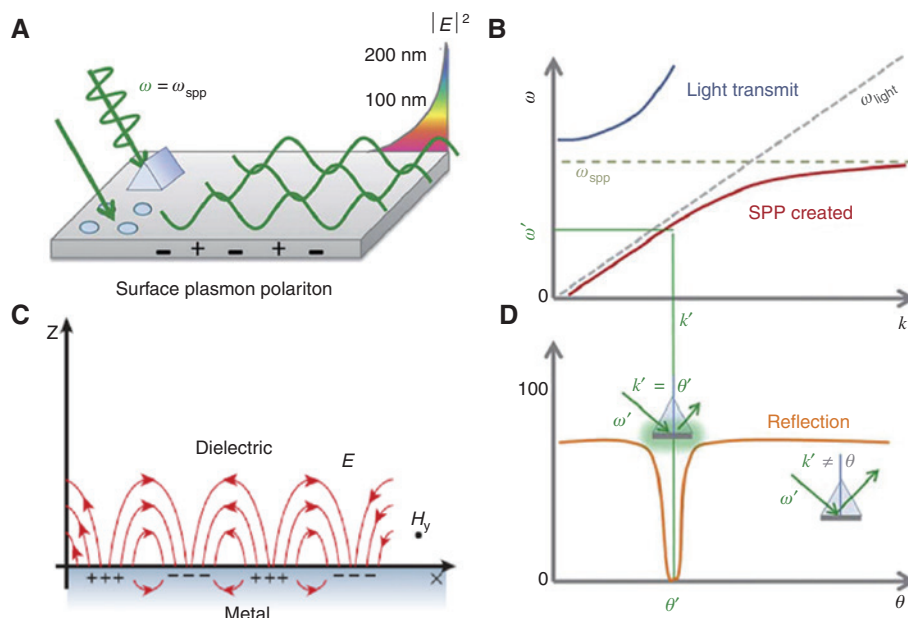 A
|E|²
200 nm
100 nm
ω = ωspp
– + – + –
Surface plasmon polariton
B
ω
Light transmit
ωlight
ωspp
SPP created
ω′
0
k
k′
C
Z
Dielectric
E
Hy
+++ ––– +++ –––
×
Metal
D
100
k′ = θ′
ω′
Reflection
k′ ≠ θ
ω′
0
θ′
θ